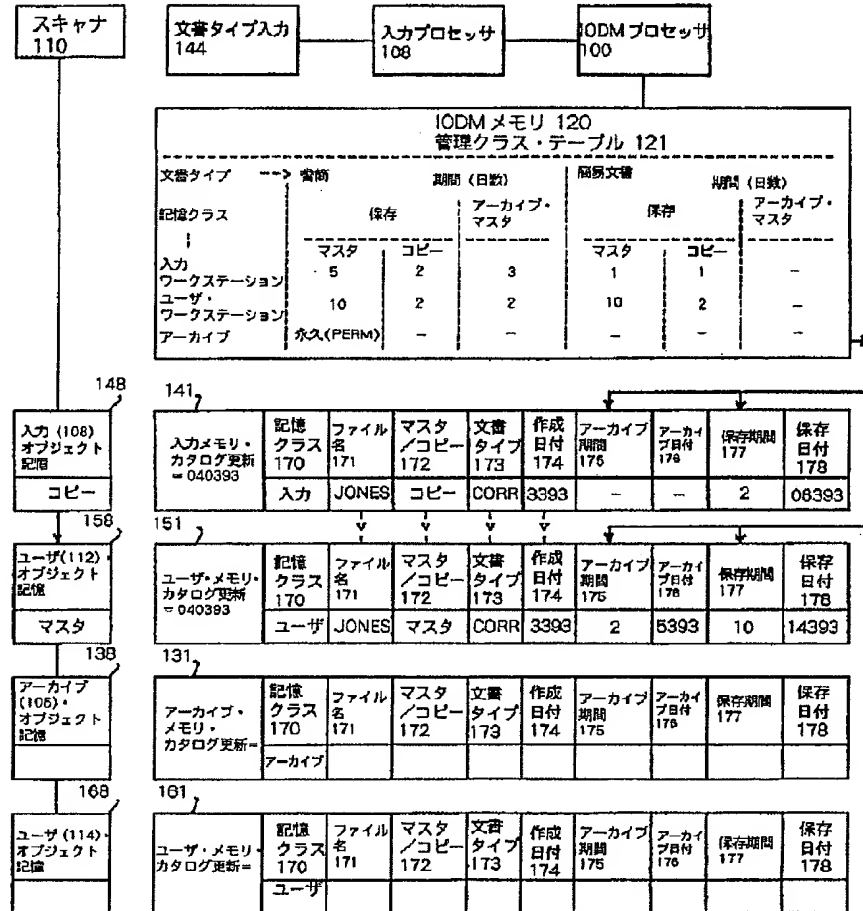 スキャナ
110
文書タイプ入力
144
入力プロセッサ
108
IODM プロセッサ
100
IODM メモリ 120
管理クラス・テーブル 121
文書タイプ ---> 書簡 期間 (日数) 簡易文書 期間 (日数)
記憶クラス 保存 アーカイブ・マスタ 保存 アーカイブ・マスタ
マスタ コピー マスタ コピー
入力ワークステーション 5 2 3 1 1 –
ユーザ・ワークステーション 10 2 2 10 2 –
アーカイブ 永久(PERM) – – – – –
148
入力 (108)
オブジェクト
記憶
コピー
141
入力メモリ・
カタログ更新
= 040393
記憶クラス 170 ファイル名 171 マスタ/コピー 172 文書タイプ 173 作成日付 174 アーカイブ期間 175 アーカイブ日付 176 保存期間 177 保存日付 178
入力 JONES コピー CORR 3393 – – 2 06393
158
ユーザ(112)・
オブジェクト
記憶
マスタ
151
ユーザ・メモリ・
カタログ更新
= 040393
記憶クラス 170 ファイル名 171 マスタ/コピー 172 文書タイプ 173 作成日付 174 アーカイブ期間 175 アーカイブ日付 176 保存期間 177 保存日付 178
ユーザ JONES マスタ CORR 3393 2 5393 10 14393
138
アーカイブ
(106)・
オブジェクト
記憶
131
アーカイブ・
メモリ・
カタログ更新=
記憶クラス 170 ファイル名 171 マスタ/コピー 172 文書タイプ 173 作成日付 174 アーカイブ期間 175 アーカイブ日付 176 保存期間 177 保存日付 178
アーカイブ
168
ユーザ (114)・
オブジェクト
記憶
161
ユーザ・メモリ・
カタログ更新=
記憶クラス 170 ファイル名 171 マスタ/コピー 172 文書タイプ 173 作成日付 174 アーカイブ期間 175 アーカイブ日付 176 保存期間 177 保存日付 178
ユーザ